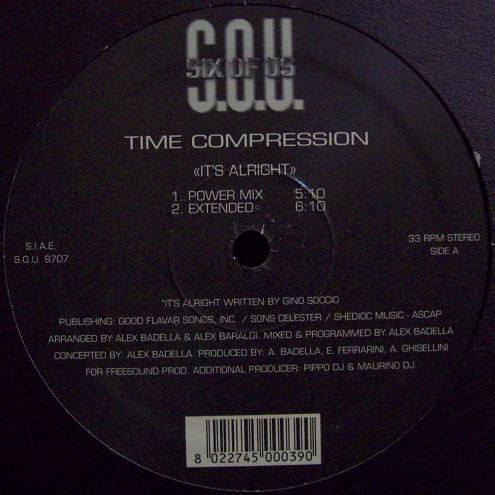 S.O.U.
SIX OF US
TIME COMPRESSION
«IT'S ALRIGHT»
1. POWER MIX 5:10
2. EXTENDED 6:10
S.I.A.E.
S.O.U. 9707
33 RPM STEREO
SIDE A
"IT'S ALRIGHT WRITTEN BY GINO SOCCIO
PUBLISHING: GOOD FLAVAR SONGS, INC. / SONS CELESTER / SHEDIOC MUSIC - ASCAP
ARRANGED BY ALEX BADELLA & ALEX BARALDI. MIXED & PROGRAMMED BY ALEX BADELLA
CONCEPTED BY: ALEX BADELLA. PRODUCED BY: A. BADELLA, E. FERRARINI, A. GHISELLINI
FOR FREESOUND PROD. ADDITIONAL PRODUCER: PIPPO DJ & MAURINO DJ.
8 022745 000390